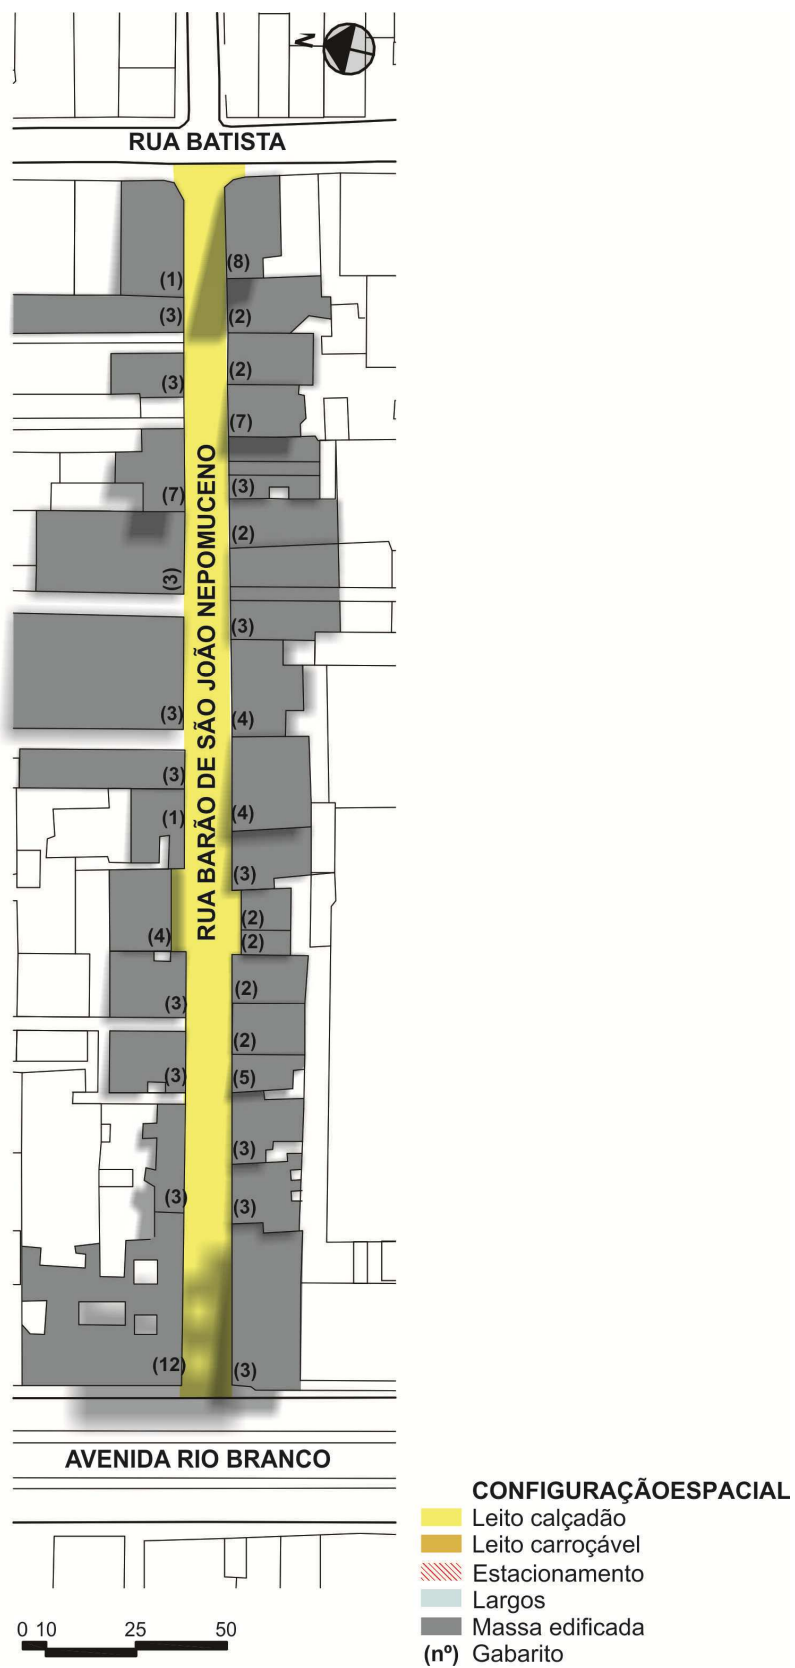 N
RUA BATISTA
(8)
(1)
(3)
(2)
(2)
(3)
(7)
(3)
(7)
(2)
(3)
(3)
(3)
(4)
(3)
(4)
(1)
(3)
(2)
(4)
(2)
(2)
(3)
(2)
(3)
(5)
(3)
(3)
(3)
(12)
(3)
RUA BARÃO DE SÃO JOÃO NEPOMUCENO
AVENIDA RIO BRANCO
CONFIGURAÇÃOESPACIAL
Leito calçadão
Leito carroçável
Estacionamento
Largos
Massa edificada
(nº) Gabarito
0 10 25 50